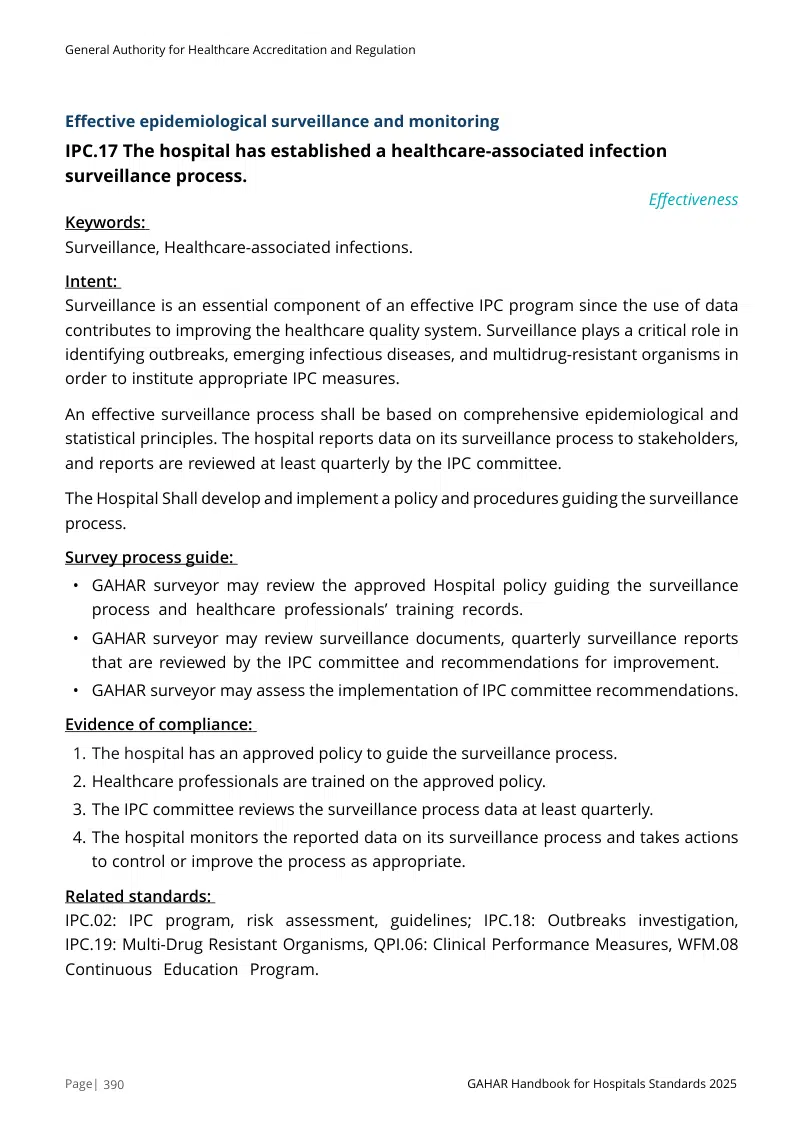 General Authority for Healthcare Accreditation and Regulation
Effective epidemiological surveillance and monitoring
IPC.17 The hospital has established a healthcare-associated infection
surveillance process.
Effectiveness
Keywords:
Surveillance, Healthcare-associated infections.
Intent:
Surveillance is an essential component of an effective IPC program since the use of data
contributes to improving the healthcare quality system. Surveillance plays a critical role in
identifying outbreaks, emerging infectious diseases, and multidrug-resistant organisms in
order to institute appropriate IPC measures.
An effective surveillance process shall be based on comprehensive epidemiological and
statistical principles. The hospital reports data on its surveillance process to stakeholders,
and reports are reviewed at least quarterly by the IPC committee.
The Hospital Shall develop and implement a policy and procedures guiding the surveillance
process.
Survey process guide:
• GAHAR surveyor may review the approved Hospital policy guiding the surveillance
process and healthcare professionals’ training records.
• GAHAR surveyor may review surveillance documents, quarterly surveillance reports
that are reviewed by the IPC committee and recommendations for improvement.
• GAHAR surveyor may assess the implementation of IPC committee recommendations.
Evidence of compliance:
1. The hospital has an approved policy to guide the surveillance process.
2. Healthcare professionals are trained on the approved policy.
3. The IPC committee reviews the surveillance process data at least quarterly.
4. The hospital monitors the reported data on its surveillance process and takes actions
to control or improve the process as appropriate.
Related standards:
IPC.02: IPC program, risk assessment, guidelines; IPC.18: Outbreaks investigation,
IPC.19: Multi-Drug Resistant Organisms, QPI.06: Clinical Performance Measures, WFM.08
Continuous Education Program.
Page| 390
GAHAR Handbook for Hospitals Standards 2025